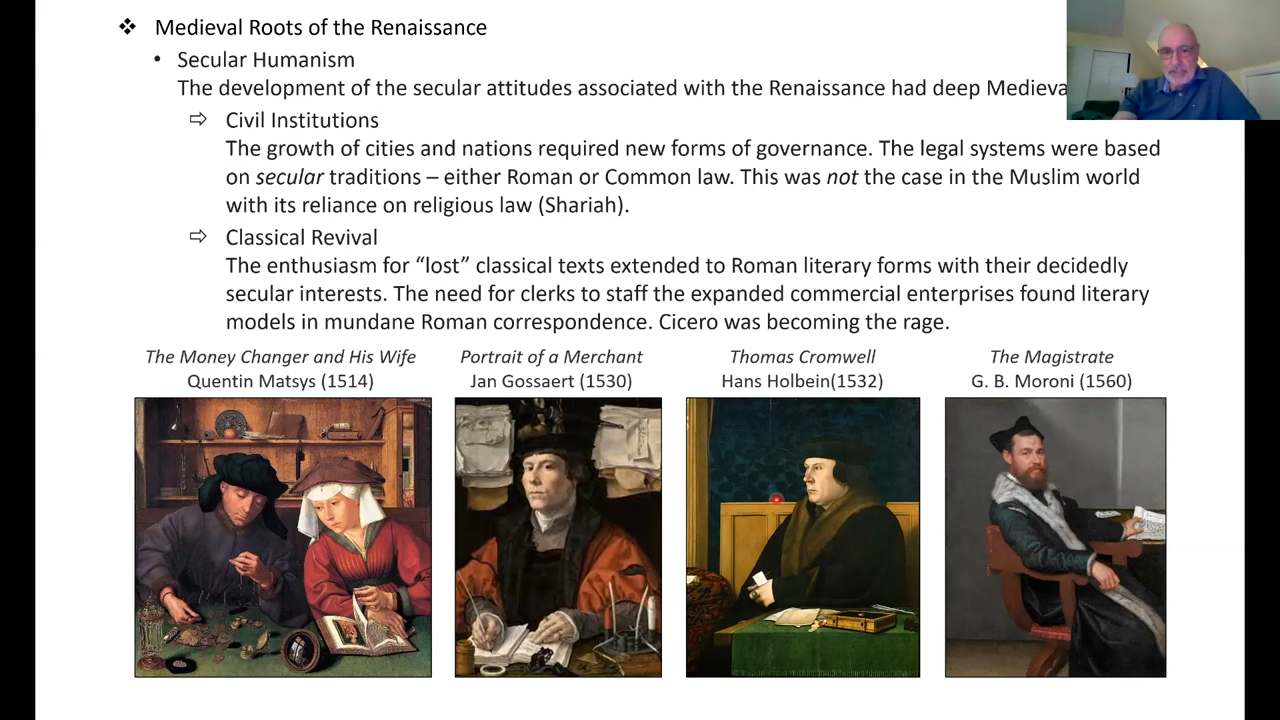 ❖ Medieval Roots of the Renaissance
• Secular Humanism
The development of the secular attitudes associated with the Renaissance had deep
⇨ Civil Institutions
The growth of cities and nations required new forms of governance. The legal systems were based
on secular traditions – either Roman or Common law. This was not the case in the Muslim world
with its reliance on religious law (Shariah).
⇨ Classical Revival
The enthusiasm for “lost” classical texts extended to Roman literary forms with their decidedly
secular interests. The need for clerks to staff the expanded commercial enterprises found literary
models in mundane Roman correspondence. Cicero was becoming the rage.
The Money Changer and His Wife
Quentin Matsys (1514)
Portrait of a Merchant
Jan Gossaert (1530)
Thomas Cromwell
Hans Holbein(1532)
The Magistrate
G. B. Moroni (1560)